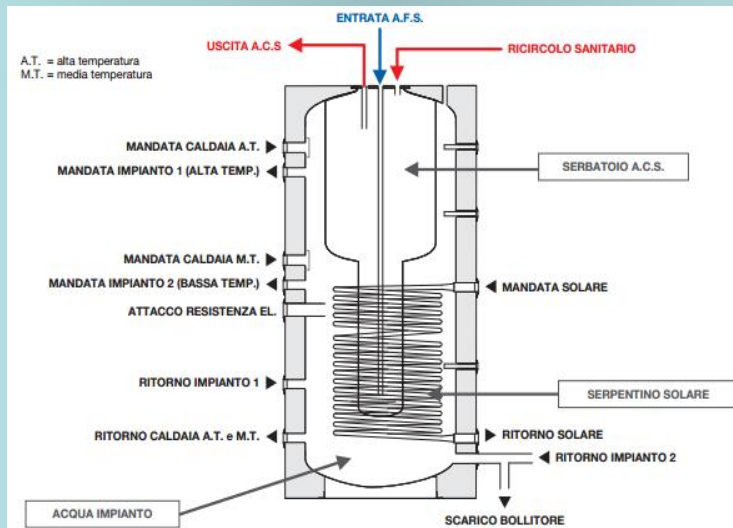 ENTRATA A.F.S.
USCITA A.C.S
RICIRCOLO SANITARIO
A.T. = alta temperatura
M.T. = media temperatura
MANDATA CALDAIA A.T.
MANDATA IMPIANTO 1 (ALTA TEMP.)
SERBATOIO A.C.S.
MANDATA CALDAIA M.T.
MANDATA IMPIANTO 2 (BASSA TEMP.)
MANDATA SOLARE
ATTACCO RESISTENZA EL.
RITORNO IMPIANTO 1
SERPENTINO SOLARE
RITORNO CALDAIA A.T. e M.T.
RITORNO SOLARE
RITORNO IMPIANTO 2
ACQUA IMPIANTO
SCARICO BOLLITORE